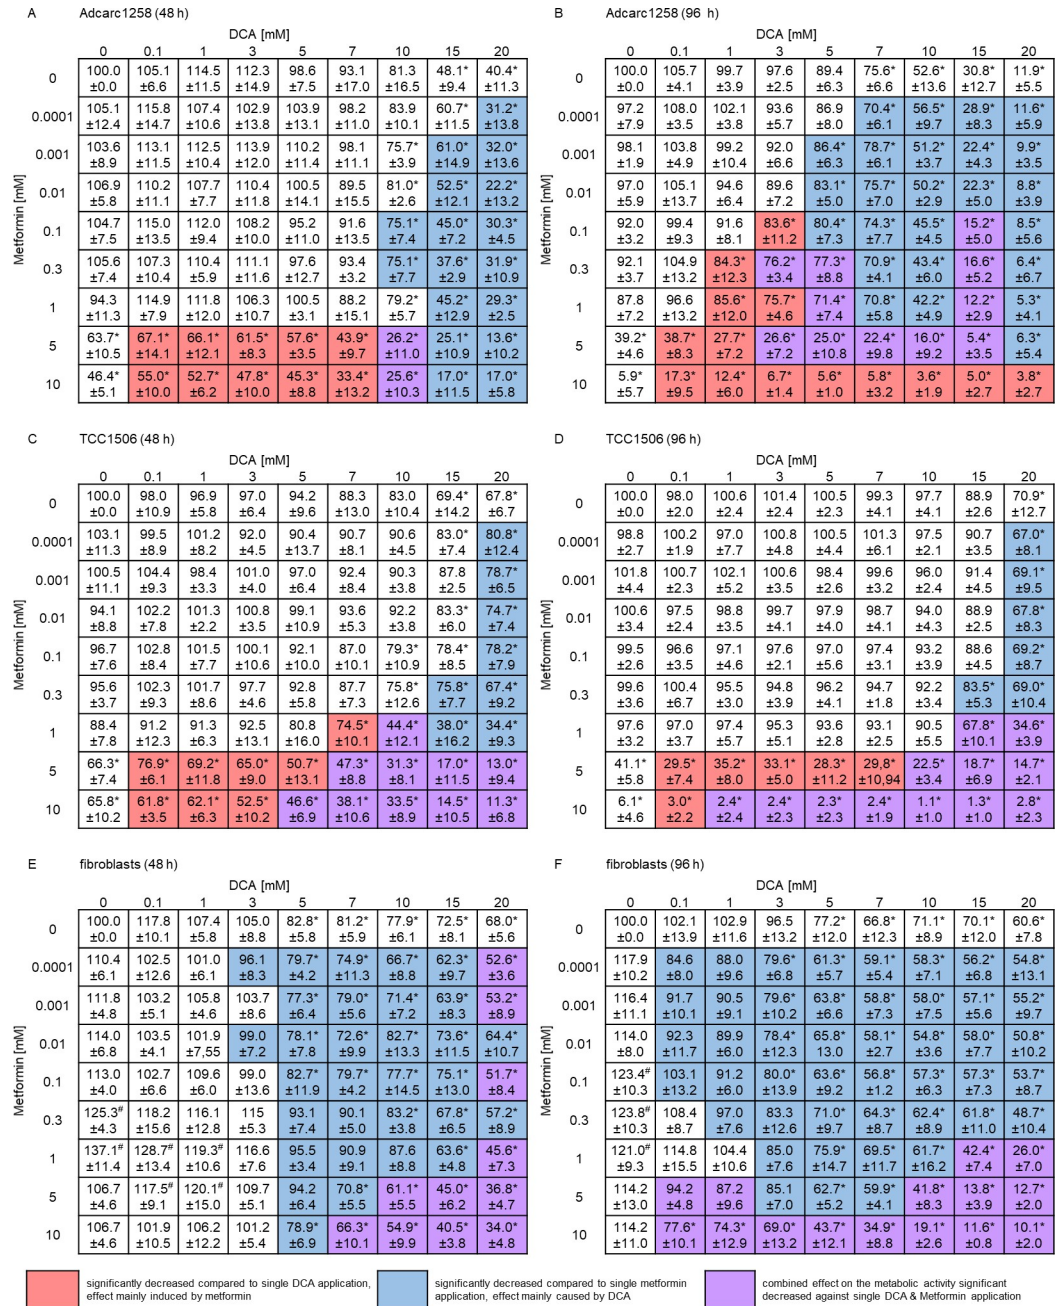 A Adcarc1258 (48 h)
DCA [mM]
0 0.1 1 3 5 7 10 15 20
Metformin [mM]
0 100.0 105.1 114.5 112.3 98.6 93.1 81.3 48.1* 40.4*
±0.0 ±6.6 ±11.5 ±14.9 ±7.5 ±17.0 ±16.5 ±9.4 ±11.3
0.0001 105.1 115.8 107.4 102.9 103.9 98.2 83.9 60.7* 31.2*
±12.4 ±14.7 ±10.6 ±13.8 ±13.1 ±11.0 ±10.1 ±11.5 ±13.8
0.001 103.6 113.1 112.5 113.9 110.2 98.1 75.7* 61.0* 32.0*
±8.9 ±11.5 ±10.4 ±12.0 ±11.4 ±11.1 ±3.9 ±14.9 ±13.6
0.01 106.9 110.2 107.7 110.4 100.5 89.5 81.0* 52.5* 22.2*
±5.8 ±11.1 ±7.7 ±11.8 ±14.1 ±15.5 ±2.6 ±12.1 ±13.2
0.1 104.7 115.0 112.0 108.2 95.2 91.6 75.1* 45.0* 30.3*
±7.5 ±13.5 ±9.4 ±10.0 ±11.0 ±13.5 ±7.4 ±7.2 ±4.5
0.3 105.6 107.3 110.4 111.1 97.6 93.4 75.1* 37.6* 31.9*
±7.4 ±10.4 ±5.9 ±11.6 ±12.7 ±3.2 ±7.7 ±2.9 ±10.9
1 94.3 114.9 111.8 106.3 100.5 88.2 79.2* 45.2* 29.3*
±11.3 ±7.9 ±12.0 ±10.7 ±3.1 ±15.1 ±5.7 ±12.9 ±2.5
5 63.7* 67.1* 66.1* 61.5* 57.6* 43.9* 26.2* 25.1* 13.6*
±10.5 ±14.1 ±12.1 ±8.3 ±3.5 ±9.7 ±11.0 ±10.9 ±10.2
10 46.4* 55.0* 52.7* 47.8* 45.3* 33.4* 25.6* 17.0* 17.0*
±5.1 ±10.0 ±6.2 ±10.0 ±8.8 ±13.2 ±10.3 ±11.5 ±5.8
B Adcarc1258 (96 h)
DCA [mM]
0 0.1 1 3 5 7 10 15 20
Metformin [mM]
0 100.0 105.7 99.7 97.6 89.4 75.6* 52.6* 30.8* 11.9*
±0.0 ±4.1 ±3.9 ±2.5 ±6.3 ±6.6 ±13.6 ±12.7 ±5.5
0.0001 97.2 108.0 102.1 93.6 86.9 70.4* 56.5* 28.9* 11.6*
±7.9 ±3.5 ±3.8 ±5.7 ±8.0 ±6.1 ±9.7 ±8.3 ±5.9
0.001 98.1 103.8 99.2 92.0 86.4* 78.7* 51.2* 22.4* 9.9*
±1.9 ±4.9 ±10.4 ±6.6 ±6.3 ±6.1 ±3.7 ±4.3 ±3.5
0.01 97.0 105.1 94.6 89.6 83.1* 75.7* 50.2* 22.3* 8.8*
±5.9 ±13.7 ±6.4 ±7.2 ±5.0 ±7.0 ±2.9 ±5.0 ±3.9
0.1 92.0 99.4 91.6 83.6* 80.4* 74.3* 45.5* 15.2* 8.5*
±3.2 ±9.3 ±8.1 ±11.2 ±7.3 ±7.7 ±4.5 ±5.0 ±5.6
0.3 92.1 104.9 84.3* 76.2* 77.3* 70.9* 43.4* 16.6* 6.4*
±3.7 ±13.2 ±12.3 ±3.4 ±8.8 ±4.1 ±6.0 ±5.2 ±6.7
1 87.8 96.6 85.6* 75.7* 71.4* 70.8* 42.2* 12.2* 5.3*
±7.2 ±13.2 ±12.0 ±4.6 ±7.4 ±5.8 ±4.9 ±2.9 ±4.1
5 39.2* 38.7* 27.7* 26.6* 25.0* 22.4* 16.0* 5.4* 6.3*
±4.6 ±8.3 ±7.2 ±7.2 ±10.8 ±9.8 ±9.2 ±3.5 ±5.4
10 5.9* 17.3* 12.4* 6.7* 5.6* 5.8* 3.6* 5.0* 3.8*
±5.7 ±9.5 ±6.0 ±1.4 ±1.0 ±3.2 ±1.9 ±2.7 ±2.7
C TCC1506 (48 h)
DCA [mM]
0 0.1 1 3 5 7 10 15 20
Metformin [mM]
0 100.0 98.0 96.9 97.0 94.2 88.3 83.0 69.4* 67.8*
±0.0 ±10.9 ±5.8 ±6.4 ±9.6 ±13.0 ±10.4 ±14.2 ±6.7
0.0001 103.1 99.5 101.2 92.0 90.4 90.7 90.6 83.0* 80.8*
±11.3 ±8.9 ±8.2 ±4.5 ±13.7 ±8.1 ±4.5 ±7.4 ±12.4
0.001 100.5 104.4 98.4 101.0 97.0 92.4 90.3 87.8 78.7*
±11.1 ±9.3 ±3.3 ±4.0 ±6.4 ±8.4 ±3.8 ±2.5 ±6.5
0.01 94.1 102.2 101.3 100.8 99.1 93.6 92.2 83.3* 74.7*
±8.8 ±7.8 ±2.2 ±3.5 ±10.9 ±5.3 ±3.8 ±6.0 ±7.4
0.1 96.7 102.8 101.5 100.1 92.1 87.0 79.3* 78.4* 78.2*
±7.6 ±8.4 ±7.7 ±10.6 ±10.0 ±10.1 ±10.9 ±8.5 ±7.9
0.3 95.6 102.3 101.7 97.7 92.8 87.7 75.8* 75.8* 67.4*
±3.7 ±9.3 ±8.6 ±4.6 ±5.8 ±7.3 ±12.6 ±7.7 ±9.2
1 88.4 91.2 91.3 92.5 80.8 74.5* 44.4* 38.0* 34.4*
±7.8 ±12.3 ±6.3 ±13.1 ±16.0 ±10.1 ±12.1 ±16.2 ±9.3
5 66.3* 76.9* 69.2* 65.0* 50.7* 47.3* 31.3* 17.0* 13.0*
±7.4 ±6.1 ±11.8 ±9.0 ±13.1 ±8.8 ±8.1 ±11.5 ±9.4
10 65.8* 61.8* 62.1* 52.5* 46.6* 38.1* 33.5* 14.5* 11.3*
±10.2 ±3.5 ±6.3 ±10.2 ±6.9 ±10.6 ±8.9 ±10.5 ±6.8
D TCC1506 (96 h)
DCA [mM]
0 0.1 1 3 5 7 10 15 20
Metformin [mM]
0 100.0 98.0 100.6 101.4 100.5 99.3 97.7 88.9 70.9*
±0.0 ±2.0 ±2.4 ±2.4 ±2.3 ±4.1 ±4.1 ±2.6 ±12.7
0.0001 98.8 100.2 97.0 100.8 100.5 101.3 97.5 90.7 67.0*
±2.7 ±1.9 ±7.7 ±4.8 ±4.4 ±6.1 ±2.1 ±3.5 ±8.1
0.001 101.8 100.7 102.1 100.6 98.4 99.6 96.0 91.4 69.1*
±4.4 ±2.3 ±5.2 ±3.5 ±2.6 ±3.2 ±2.4 ±4.5 ±9.5
0.01 100.6 97.5 98.8 99.7 97.9 98.7 94.0 88.9 67.8*
±3.4 ±2.4 ±3.5 ±4.1 ±4.0 ±4.1 ±4.3 ±2.5 ±8.3
0.1 99.5 96.6 97.1 97.6 97.0 97.4 93.2 88.6 69.2*
±2.6 ±3.5 ±4.6 ±2.1 ±5.6 ±3.1 ±3.9 ±4.5 ±8.7
0.3 99.6 100.4 95.5 94.8 96.2 94.7 92.2 83.5* 69.0*
±3.6 ±6.7 ±3.0 ±3.9 ±4.1 ±1.8 ±3.4 ±5.3 ±10.4
1 97.6 97.0 97.4 95.3 93.6 93.1 90.5 67.8* 34.6*
±3.2 ±3.7 ±5.7 ±5.1 ±2.8 ±2.5 ±5.5 ±10.1 ±3.9
5 41.1* 29.5* 35.2* 33.1* 28.3* 29.8* 22.5* 18.7* 14.7*
±5.8 ±7.4 ±8.0 ±5.0 ±11.2 ±10,94 ±3.4 ±6.9 ±2.1
10 6.1* 3.0* 2.4* 2.4* 2.3* 2.4* 1.1* 1.3* 2.8*
±4.6 ±2.2 ±2.4 ±2.3 ±2.3 ±1.9 ±1.0 ±1.0 ±2.3
E fibroblasts (48 h)
DCA [mM]
0 0.1 1 3 5 7 10 15 20
Metformin [mM]
0 100.0 117.8 107.4 105.0 82.8* 81.2* 77.9* 72.5* 68.0*
±0.0 ±10.1 ±5.8 ±8.8 ±5.8 ±5.9 ±6.1 ±8.1 ±5.6
0.0001 110.4 102.5 101.0 96.1 79.7* 74.9* 66.7* 62.3* 52.6*
±6.1 ±12.6 ±6.1 ±8.3 ±4.2 ±11.3 ±8.8 ±9.7 ±3.6
0.001 111.8 103.2 105.8 103.7 77.3* 79.0* 71.4* 63.9* 53.2*
±4.8 ±5.1 ±4.6 ±8.6 ±6.4 ±5.6 ±7.2 ±8.3 ±8.9
0.01 114.0 103.5 101.9 99.0 78.1* 72.6* 82.7* 73.6* 64.4*
±6.8 ±4.1 ±7,55 ±7.2 ±7.8 ±9.9 ±13.3 ±11.5 ±10.7
0.1 113.0 102.7 109.6 99.0 82.7* 79.7* 77.7* 75.1* 51.7*
±4.0 ±6.6 ±6.0 ±13.6 ±11.9 ±4.2 ±14.5 ±13.0 ±8.4
0.3 125.3# 118.2 116.1 115 93.1 90.1 83.2* 67.8* 57.2*
±4.3 ±15.6 ±12.8 ±5.3 ±7.4 ±5.0 ±3.8 ±6.5 ±8.9
1 137.1# 128.7# 119.3# 116.6 95.5 90.9 87.6 63.6* 45.6*
±11.4 ±13.4 ±10.6 ±7.6 ±3.4 ±9.1 ±8.8 ±4.8 ±7.3
5 106.7 117.5# 120.1# 109.7 94.2 70.8* 61.1* 45.0* 36.8*
±4.6 ±9.1 ±15.0 ±5.1 ±6.4 ±5.5 ±5.5 ±6.2 ±4.7
10 106.7 101.9 106.2 101.2 78.9* 66.3* 54.9* 40.5* 34.0*
±4.6 ±10.5 ±12.2 ±5.4 ±6.9 ±10.1 ±9.9 ±3.8 ±4.8
F fibroblasts (96 h)
DCA [mM]
0 0.1 1 3 5 7 10 15 20
Metformin [mM]
0 100.0 102.1 102.9 96.5 77.2* 66.8* 71.1* 70.1* 60.6*
±0.0 ±13.9 ±11.6 ±13.2 ±12.0 ±12.3 ±8.9 ±12.0 ±7.8
0.0001 117.9 84.6 88.0 79.6* 61.3* 59.1* 58.3* 56.2* 54.8*
±10.2 ±8.0 ±9.6 ±6.8 ±5.7 ±5.4 ±7.1 ±6.8 ±13.1
0.001 116.4 91.7 90.5 79.6* 63.8* 58.8* 58.0* 57.1* 55.2*
±11.1 ±10.1 ±9.1 ±10.2 ±6.6 ±7.3 ±7.5 ±5.6 ±9.7
0.01 114.0 92.3 89.9 78.4* 65.8* 58.1* 54.8* 58.0* 50.8*
±8.0 ±11.7 ±6.0 ±12.3 13.0 ±2.7 ±3.6 ±7.7 ±10.2
0.1 123.4# 103.1 91.2 80.0* 63.6* 56.8* 57.3* 57.3* 53.7*
±10.3 ±13.2 ±6.0 ±13.9 ±9.2 ±1.2 ±6.3 ±7.3 ±8.7
0.3 123.8# 108.4 97.0 83.3 71.0* 64.3* 62.4* 61.8* 48.7*
±10.3 ±8.7 ±7.6 ±12.6 ±9.7 ±8.7 ±8.9 ±11.0 ±10.4
1 121.0# 114.8 104.4 85.0 75.9* 69.5* 61.7* 42.4* 26.0*
±9.3 ±15.5 ±10.6 ±7.6 ±14.7 ±11.7 ±16.2 ±7.4 ±7.0
5 114.2 94.2 87.2 85.1 62.7* 59.9* 41.8* 13.8* 12.7*
±13.0 ±4.8 ±9.6 ±7.0 ±5.2 ±4.1 ±8.3 ±3.9 ±2.0
10 114.2 77.6* 74.3* 69.0* 43.7* 34.9* 19.1* 11.6* 10.1*
±11.0 ±10.1 ±12.9 ±13.2 ±12.1 ±8.8 ±2.6 ±0.8 ±2.0
significantly decreased compared to single DCA application,
effect mainly induced by metformin
significantly decreased compared to single metformin
application, effect mainly caused by DCA
combined effect on the metabolic activity significant
decreased against single DCA & Metformin application